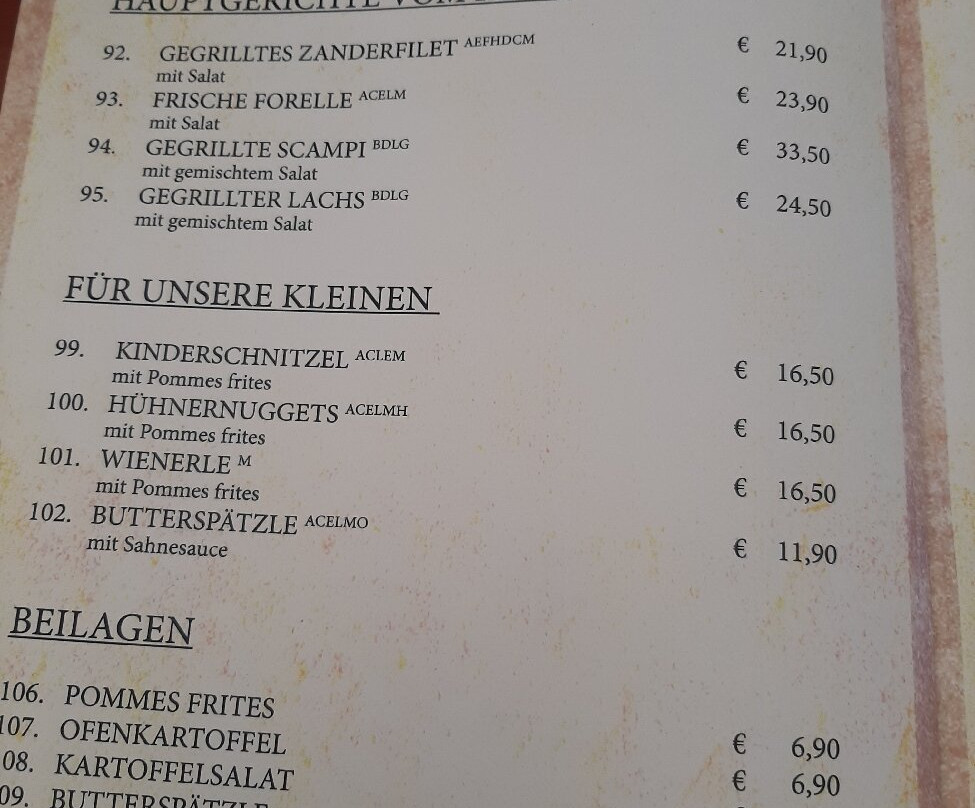 HAUPTGERICHTE
92. GEGRILLTES ZANDERFILET AEFHDCM € 21,90
mit Salat
93. FRISCHE FORELLE ACELM € 23,90
mit Salat
94. GEGRILLTE SCAMPI BDLG € 33,50
mit gemischtem Salat
95. GEGRILLTER LACHS BDLG € 24,50
mit gemischtem Salat
FÜR UNSERE KLEINEN
99. KINDERSCHNITZEL ACLEM € 16,50
mit Pommes frites
100. HÜHNERNUGGETS ACELMH € 16,50
mit Pommes frites
101. WIENERLE M € 16,50
mit Pommes frites
102. BUTTERSPÄTZLE ACELMO € 11,90
mit Sahnesauce
BEILAGEN
106. POMMES FRITES € 6,90
107. OFENKARTOFFEL € 6,90
08. KARTOFFELSALAT
09. BUTTERSPÄTZLE